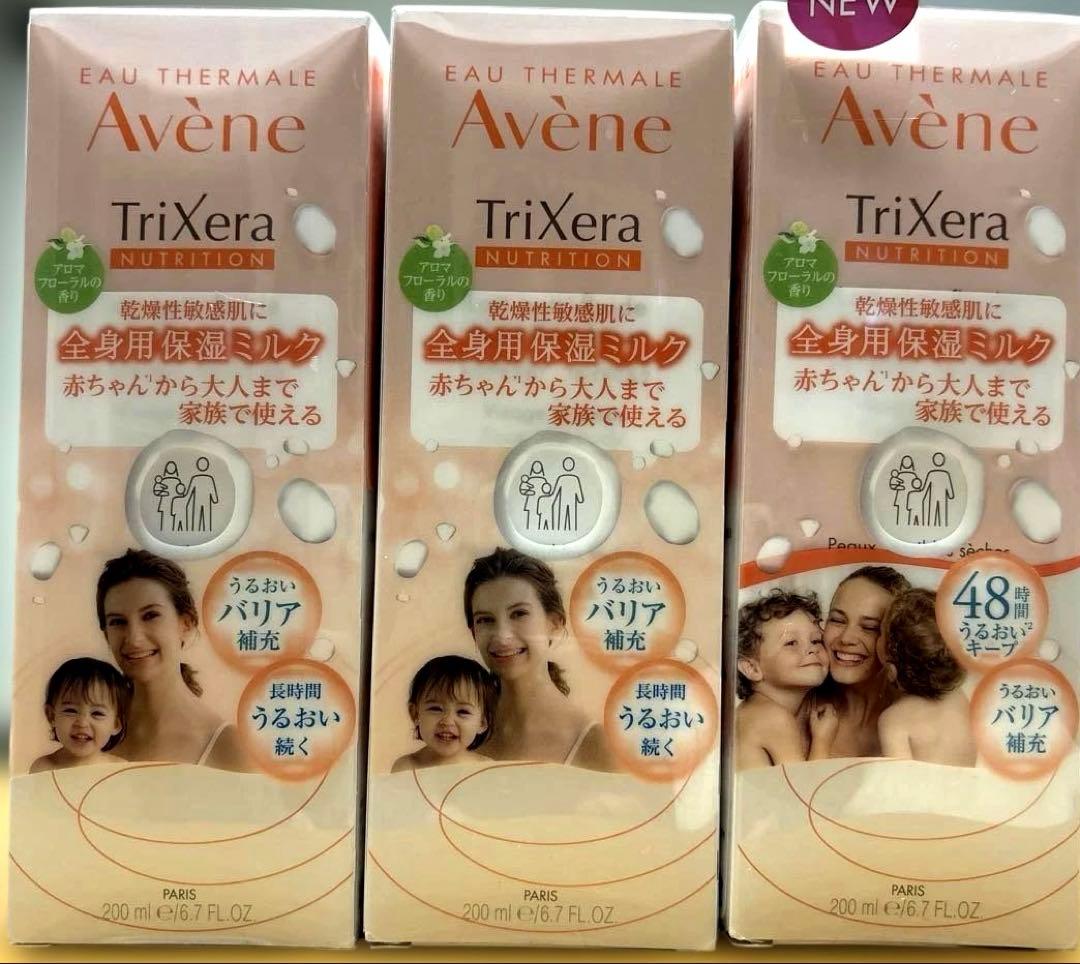 EAU THERMALE
Avène
TriXera
NUTRITION
アロマ
フローラルの
香り
乾燥性敏感肌に
全身用保湿ミルク
赤ちゃん*1から大人まで
家族で使える
うるおい
バリア
補充
長時間
うるおい
続く
PARIS
200 ml e/6.7 FL.OZ.
EAU THERMALE
Avène
TriXera
NUTRITION
アロマ
フローラルの
香り
乾燥性敏感肌に
全身用保湿ミルク
赤ちゃん*1から大人まで
家族で使える
うるおい
バリア
補充
長時間
うるおい
続く
PARIS
200 ml e/6.7 FL.OZ.
NEW
EAU THERMALE
Avène
TriXera
NUTRITION
アロマ
フローラルの
香り
乾燥性敏感肌に
全身用保湿ミルク
赤ちゃん*1から大人まで
家族で使える
Peaux sèches
48時間
うるおい*2
キープ
うるおい
バリア
補充
PARIS
200 ml e/6.7 FL.OZ.